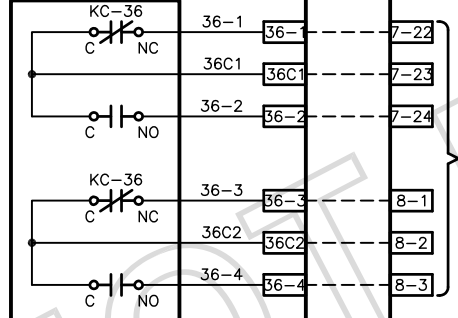 KC-36
C NC 36-1 36-1 7-22
36C1 36C1 7-23
C NO 36-2 36-2 7-24
KC-36
C NC 36-3 36-3 8-1
36C2 36C2 8-2
C NO 36-4 36-4 8-3